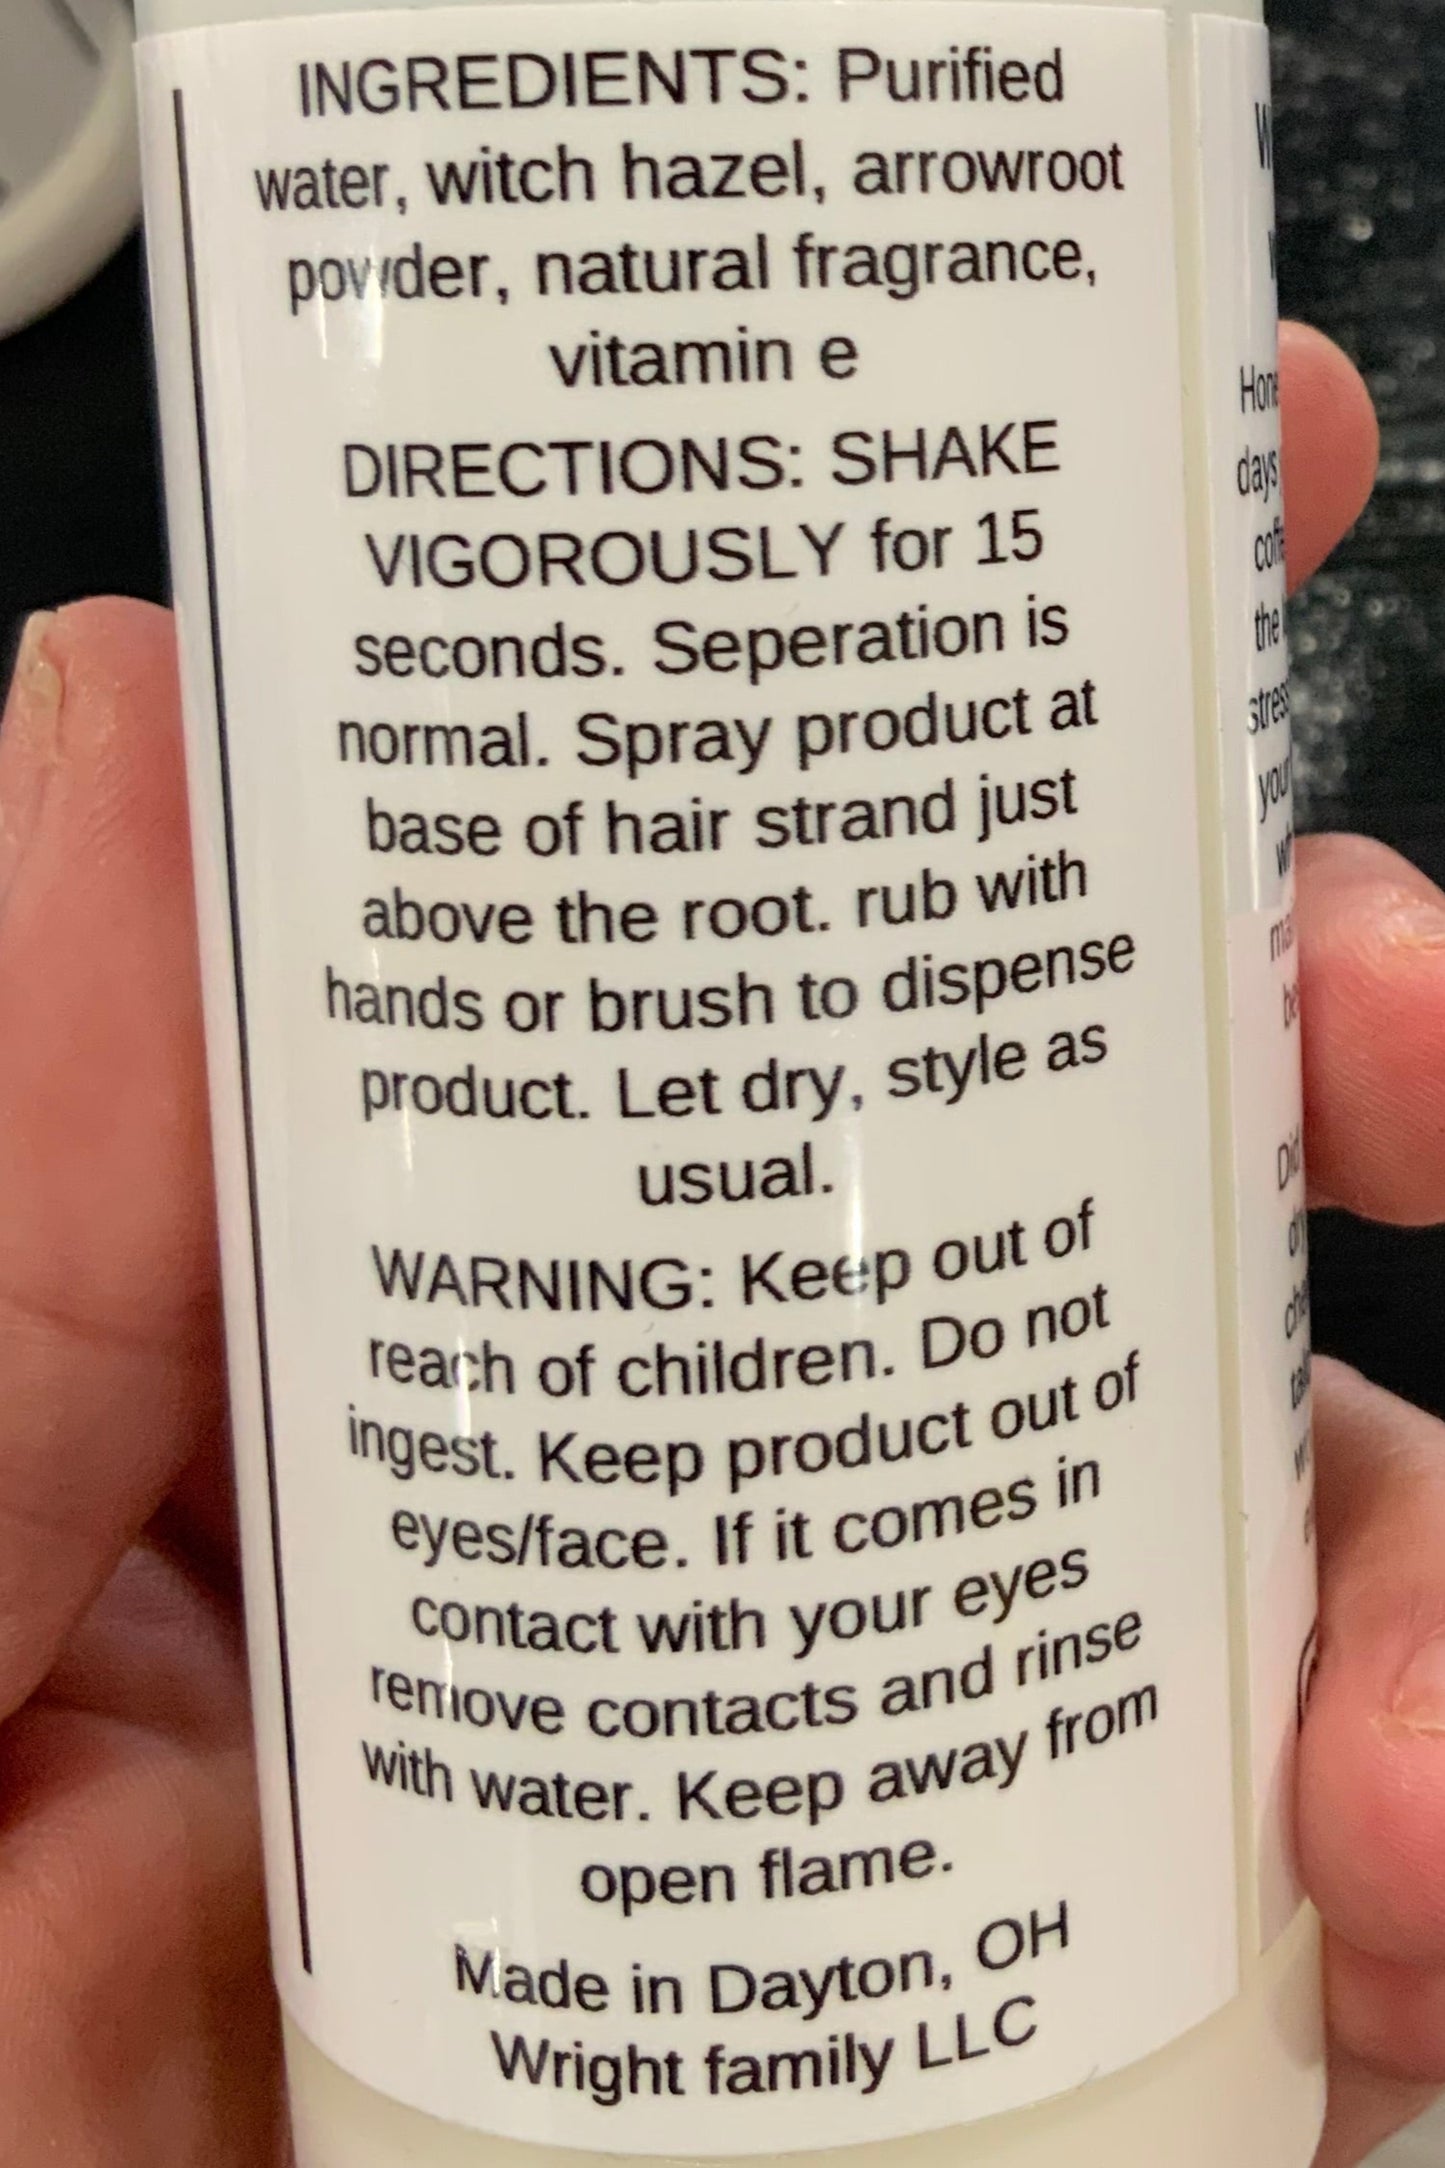 INGREDIENTS: Purified
water, witch hazel, arrowroot
powder, natural fragrance,
vitamin e
DIRECTIONS: SHAKE
VIGOROUSLY for 15
seconds. Seperation is
normal. Spray product at
base of hair strand just
above the root. rub with
hands or brush to dispense
product. Let dry, style as
usual.
WARNING: Keep out of
reach of children. Do not
ingest. Keep product out of
eyes/face. If it comes in
contact with your eyes
remove contacts and rinse
with water. Keep away from
open flame.
Made in Dayton, OH
Wright family LLC
days
the